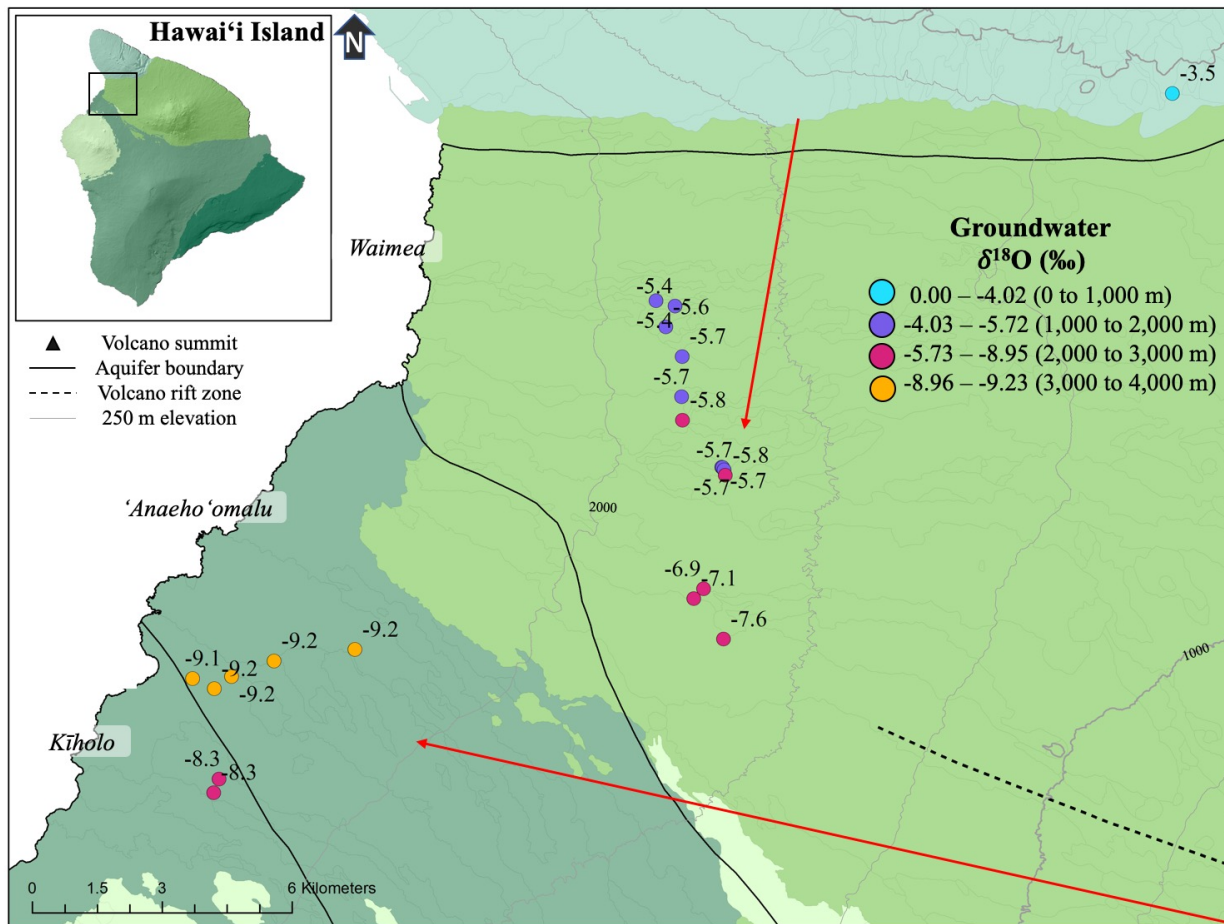 Hawaiʻi Island
N
-3.5
Waimea
Groundwater
δ¹⁸O (‰)
0.00 – -4.02 (0 to 1,000 m)
-4.03 – -5.72 (1,000 to 2,000 m)
-5.73 – -8.95 (2,000 to 3,000 m)
-8.96 – -9.23 (3,000 to 4,000 m)
Volcano summit
Aquifer boundary
Volcano rift zone
250 m elevation
-5.4
-5.6
-5.4
-5.7
-5.7
-5.8
-5.7
-5.8
-5.7
-5.7
ʻAnaehoʻomalu
2000
-6.9
-7.1
-7.6
-9.2
-9.2
-9.1
-9.2
-9.2
1000
Kīholo
-8.3
-8.3
0 1.5 3 6 Kilometers